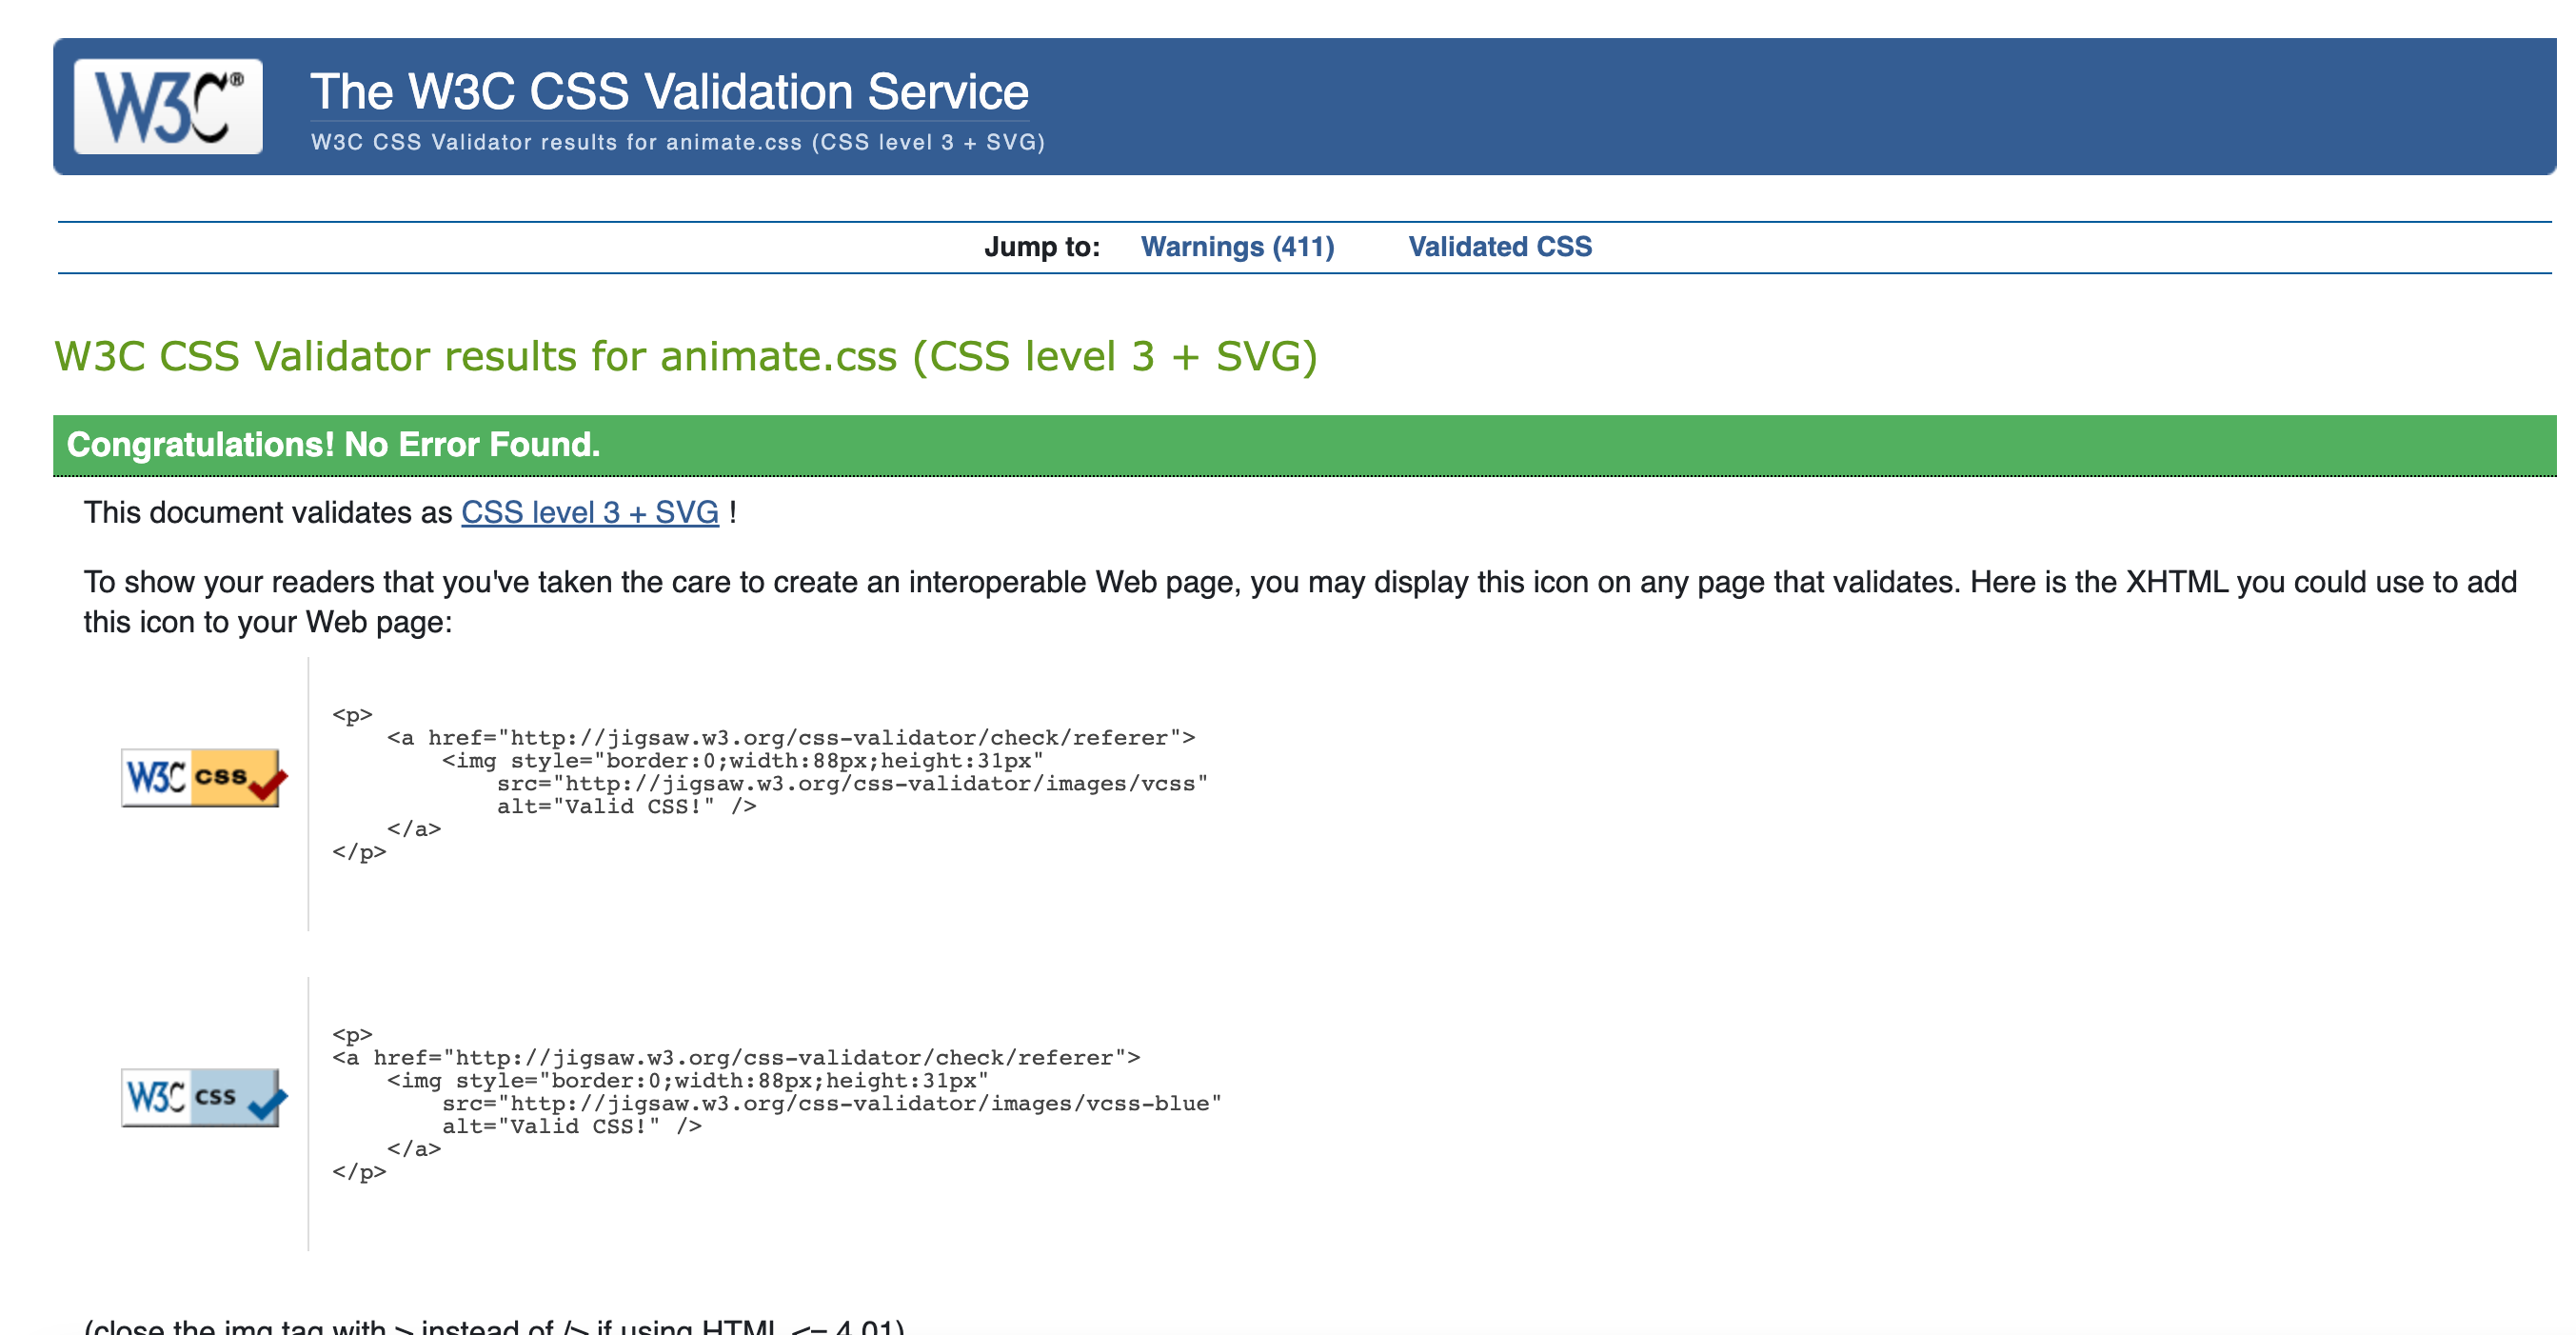 W3C®
The W3C CSS Validation Service
W3C CSS Validator results for animate.css (CSS level 3 + SVG)
Jump to: Warnings (411) Validated CSS
W3C CSS Validator results for animate.css (CSS level 3 + SVG)
Congratulations! No Error Found.
This document validates as CSS level 3 + SVG !
To show your readers that you've taken the care to create an interoperable Web page, you may display this icon on any page that validates. Here is the XHTML you could use to add
this icon to your Web page:
W3C css
<p>
    <a href="http://jigsaw.w3.org/css-validator/check/referer">
        <img style="border:0;width:88px;height:31px"
            src="http://jigsaw.w3.org/css-validator/images/vcss"
            alt="Valid CSS!" />
    </a>
</p>
W3C css
<p>
<a href="http://jigsaw.w3.org/css-validator/check/referer">
    <img style="border:0;width:88px;height:31px"
        src="http://jigsaw.w3.org/css-validator/images/vcss-blue"
        alt="Valid CSS!" />
    </a>
</p>
(close the img tag with > instead of /> if using HTML <= 4.01)